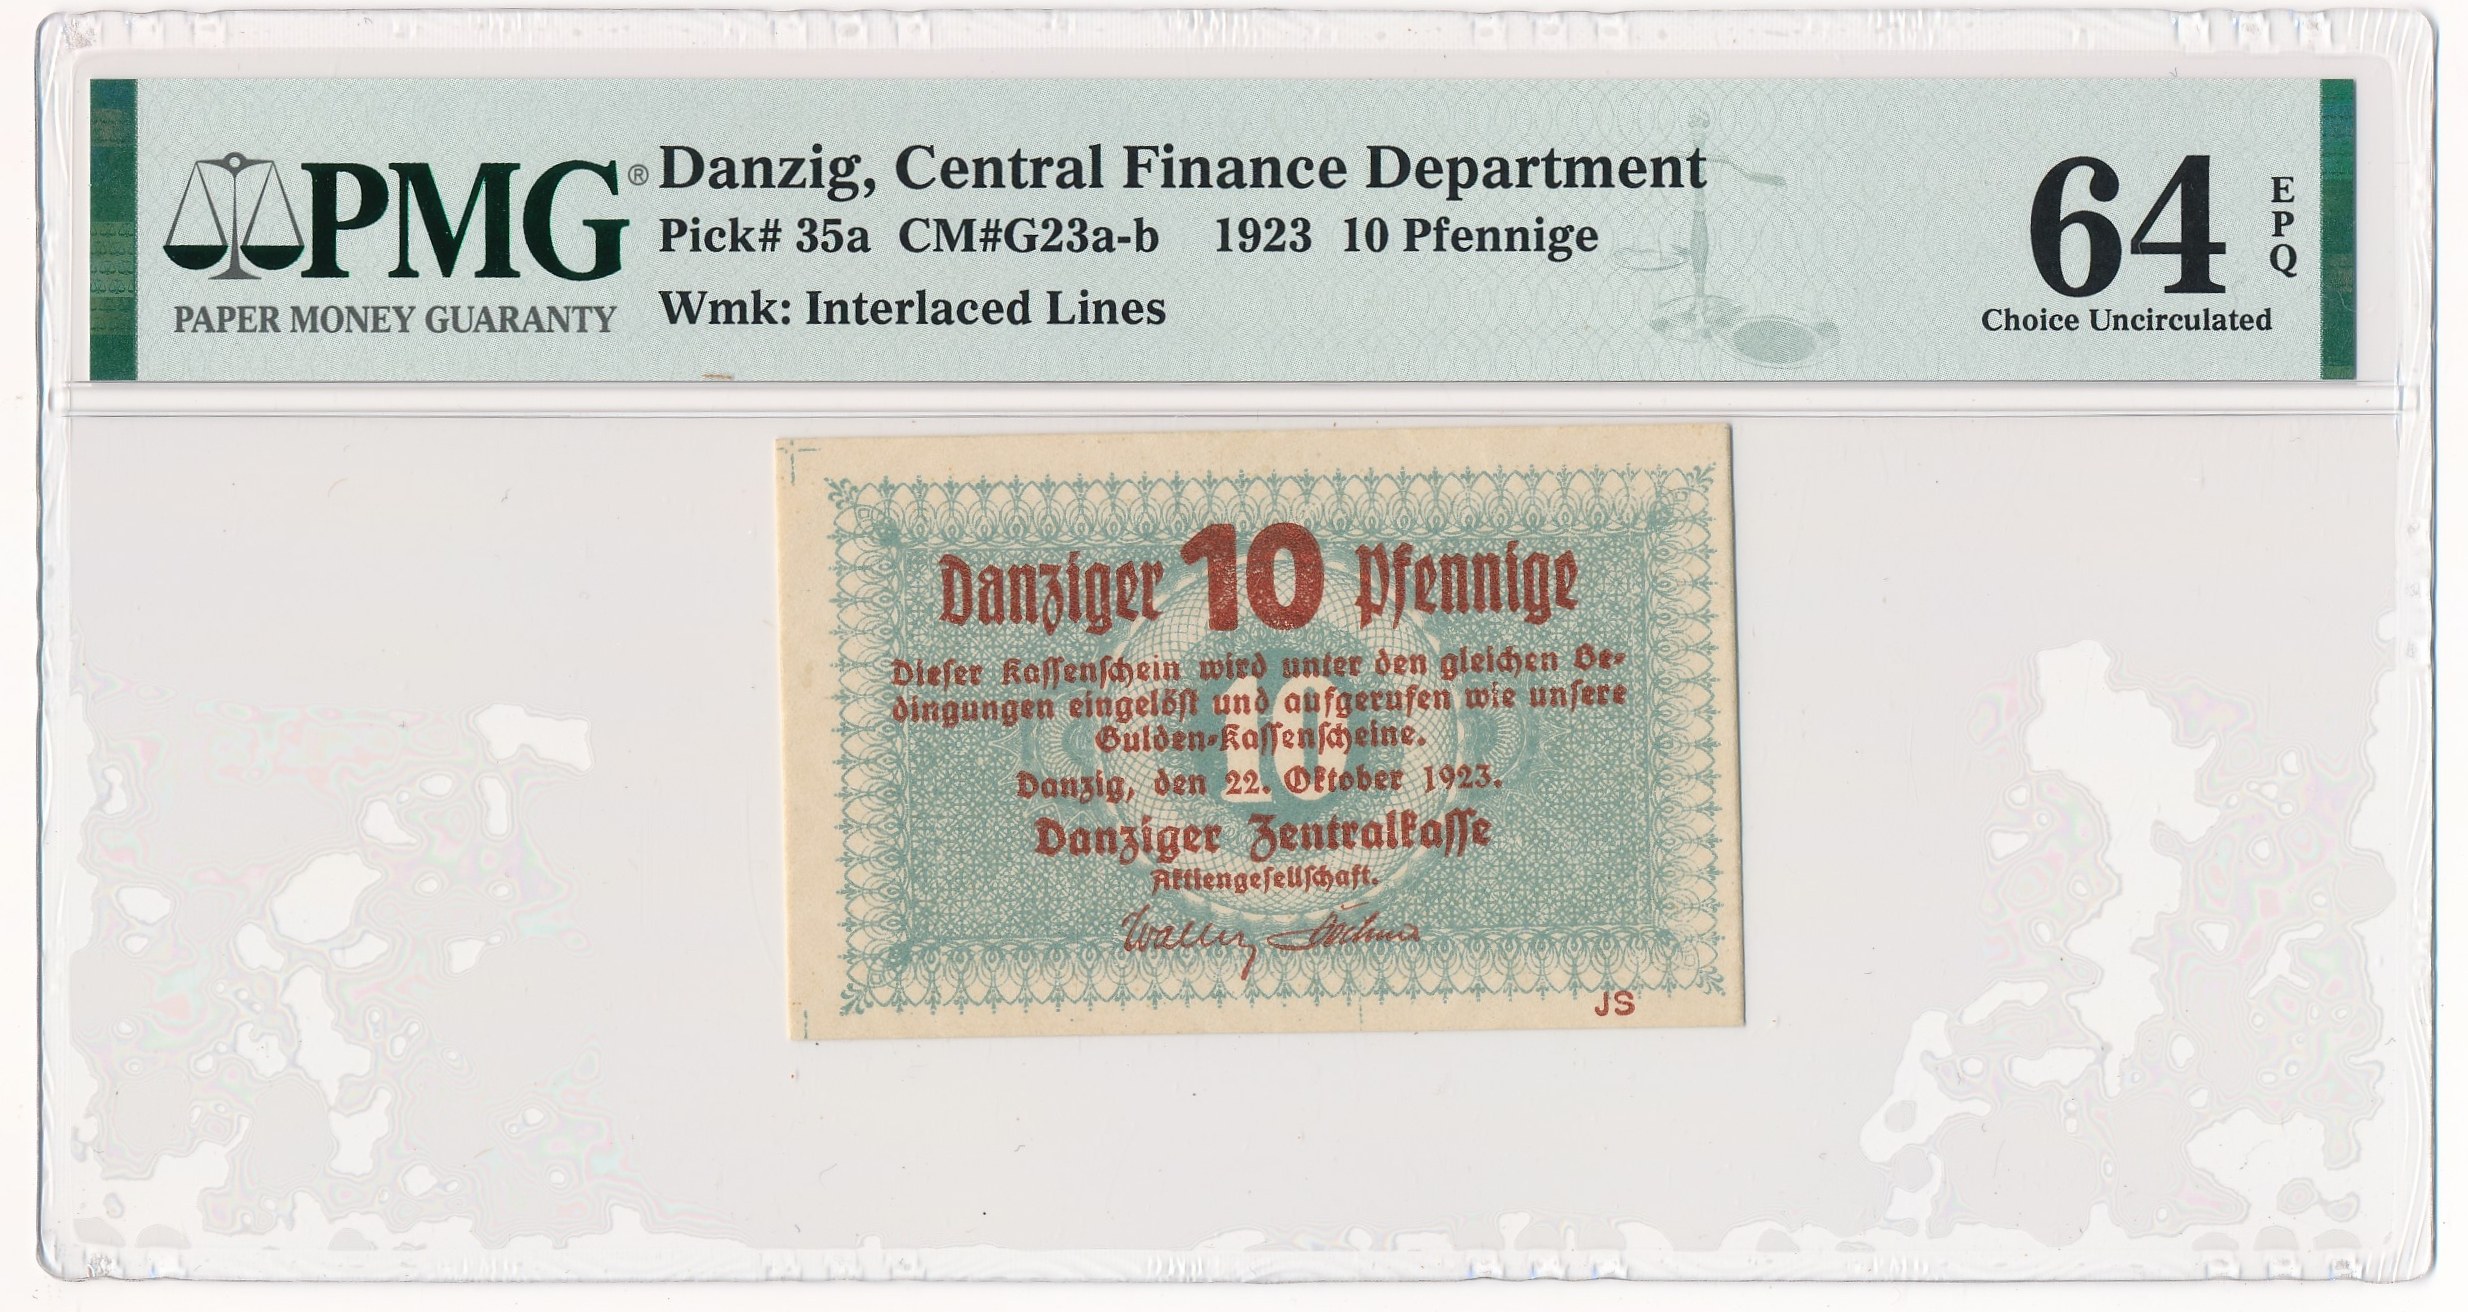 PMG®
PAPER MONEY GUARANTY
Danzig, Central Finance Department
Pick# 35a CM#G23a-b 1923 10 Pfennige
Wmk: Interlaced Lines
64
EPQ
Choice Uncirculated
Danziger 10 Pfennige
Dieser Kassenschein wird unter den gleichen Be-
dingungen eingelöst und aufgerufen wie unsere
Gulden-Kassenscheine.
10
Danzig, den 22. Oktober 1923.
Danziger Zentralkasse
Aktiengesellschaft.
JS